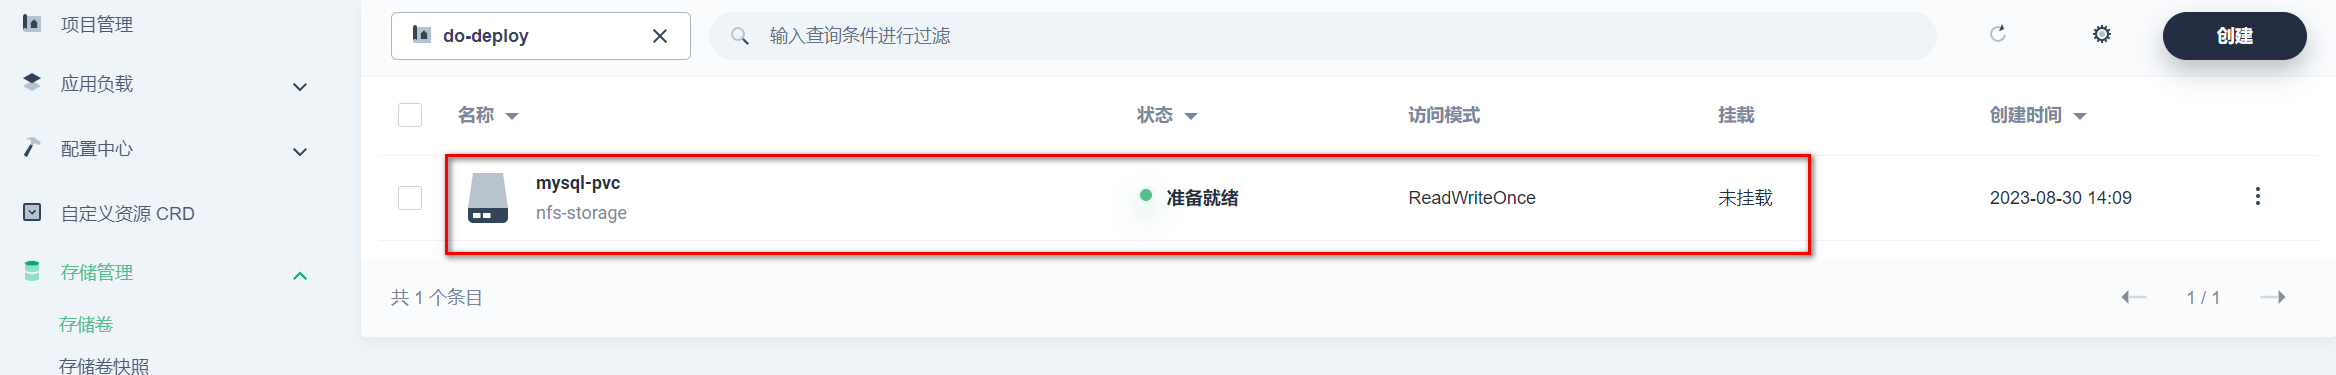 项目管理
应用负载
配置中心
自定义资源 CRD
存储管理
存储卷
存储卷快照
do-deploy
输入查询条件进行过滤
创建
名称 状态 访问模式 挂载 创建时间
mysql-pvc
nfs-storage
准备就绪 ReadWriteOnce 未挂载 2023-08-30 14:09
共 1 个条目
1 / 1